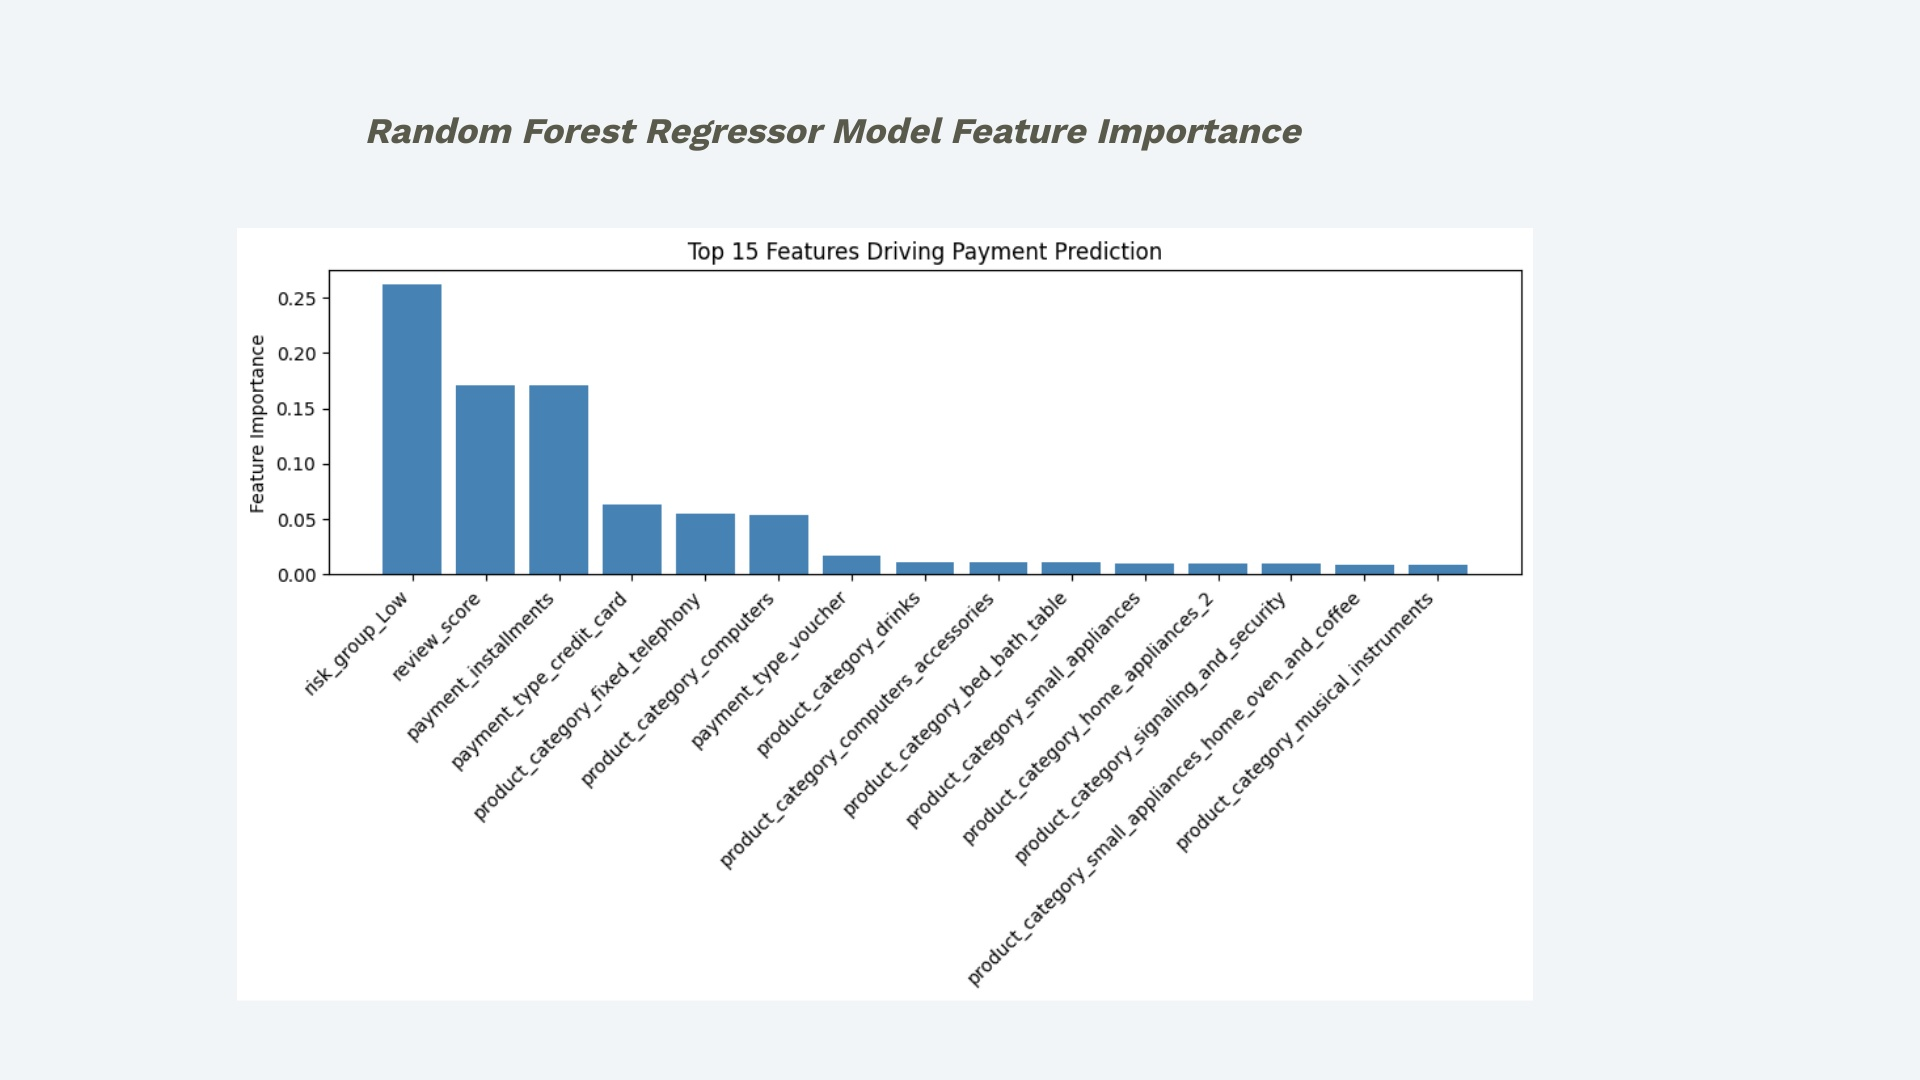 Random Forest Regressor Model Feature Importance
Top 15 Features Driving Payment Prediction
Feature Importance
0.25
0.20
0.15
0.10
0.05
0.00
risk_group_Low
review_score
payment_installments
payment_type_credit_card
product_category_fixed_telephony
product_category_computers
payment_type_voucher
product_category_drinks
product_category_computers_accessories
product_category_bed_bath_table
product_category_small_appliances
product_category_home_appliances_2
product_category_signaling_and_security
product_category_small_appliances_home_oven_and_coffee
product_category_musical_instruments